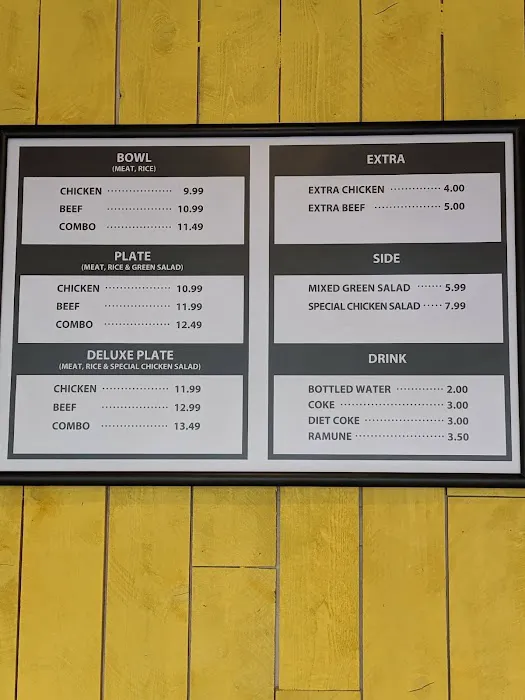 BOWL
(MEAT, RICE)
CHICKEN ················ 9.99
BEEF ················ 10.99
COMBO ················ 11.49
PLATE
(MEAT, RICE & GREEN SALAD)
CHICKEN ················ 10.99
BEEF ················ 11.99
COMBO ················ 12.49
DELUXE PLATE
(MEAT, RICE & SPECIAL CHICKEN SALAD)
CHICKEN ················ 11.99
BEEF ················ 12.99
COMBO ················ 13.49
EXTRA
EXTRA CHICKEN ············ 4.00
EXTRA BEEF ················ 5.00
SIDE
MIXED GREEN SALAD ······· 5.99
SPECIAL CHICKEN SALAD ····· 7.99
DRINK
BOTTLED WATER ············ 2.00
COKE ······················ 3.00
DIET COKE ·················· 3.00
RAMUNE ··················· 3.50